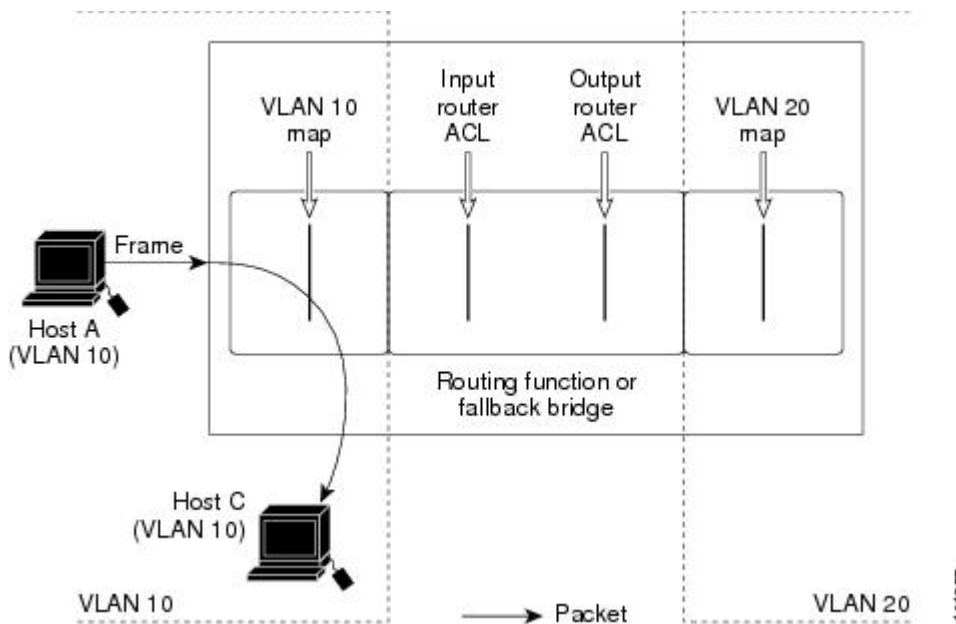 VLAN 10
map
Input
router
ACL
Output
router
ACL
VLAN 20
map
Frame
Host A
(VLAN 10)
Routing function or
fallback bridge
Host C
(VLAN 10)
VLAN 10
Packet
VLAN 20